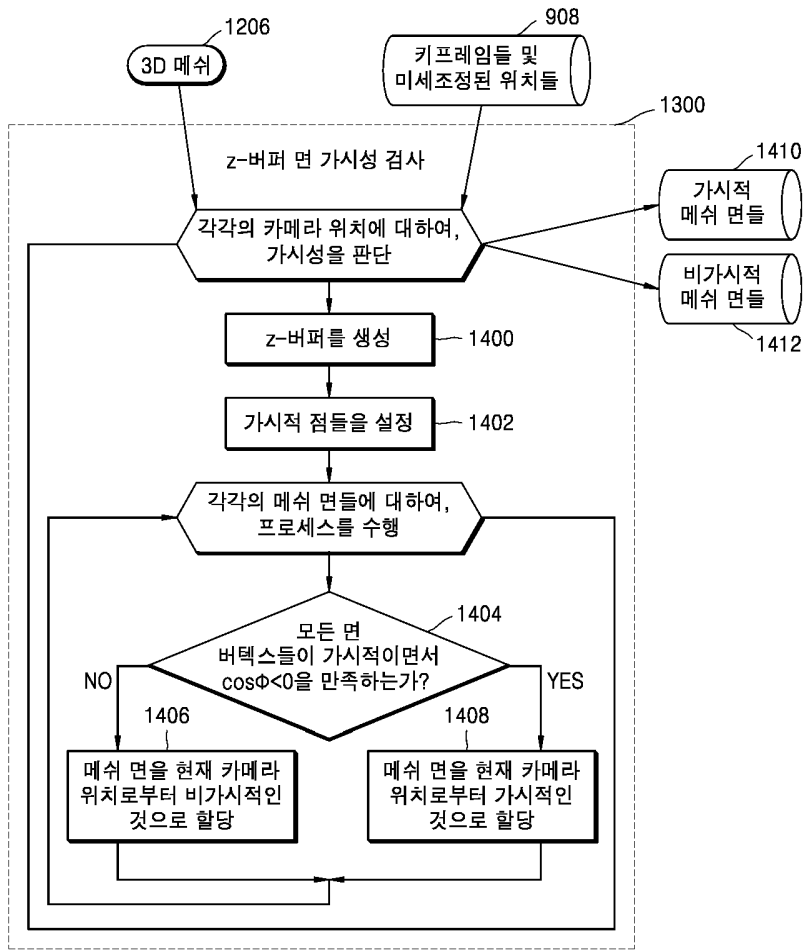 1206
3D 메쉬
908
키프레임들 및
미세조정된 위치들
1300
z-버퍼 면 가시성 검사
1410
가시적
메쉬 면들
각각의 카메라 위치에 대하여,
가시성을 판단
비가시적
메쉬 면들
1412
z-버퍼를 생성
1400
가시적 점들을 설정
1402
각각의 메쉬 면들에 대하여,
프로세스를 수행
1404
모든 면
버텍스들이 가시적이면서
cosΦ<0을 만족하는가?
NO
YES
1406
메쉬 면을 현재 카메라
위치로부터 비가시적인
것으로 할당
1408
메쉬 면을 현재 카메라
위치로부터 가시적인
것으로 할당